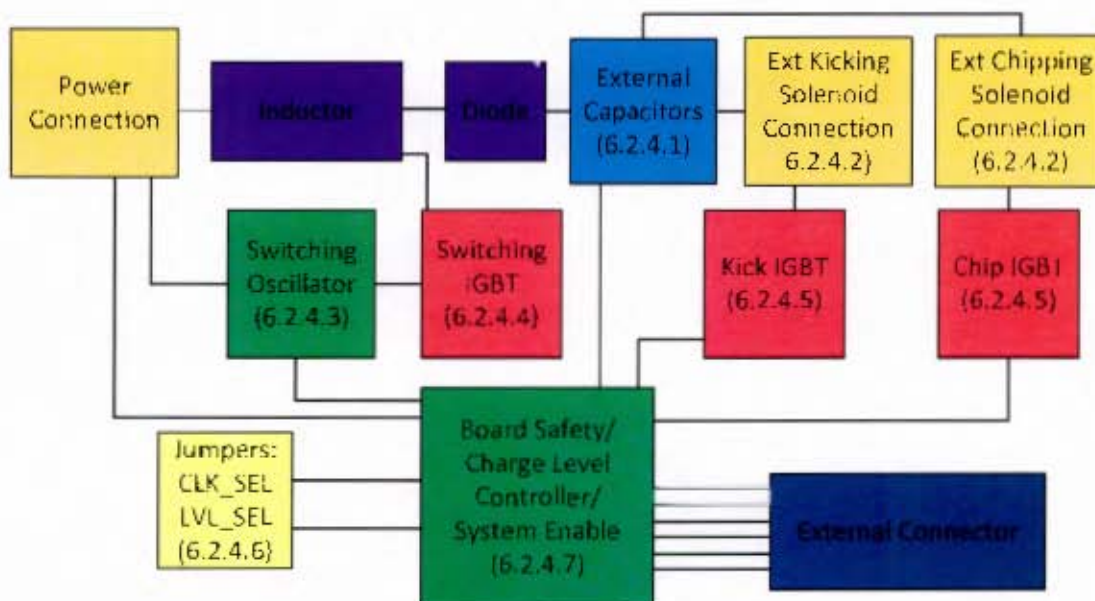 Power
Connection
Inductor
Diode
External
Capacitors
(6.2.4.1)
Ext Kicking
Solenoid
Connection
6.2.4.2)
Ext Chipping
Solenoid
Connection
(6.2.4.2)
Switching
Oscillator
(6.2.4.3)
Switching
IGBT
(6.2.4.4)
Kick IGBT
(6.2.4.5)
Chip IGBT
(6.2.4.5)
Jumpers:
CLK_SEL
LVL_SEL
(6.2.4.6)
Board Safety/
Charge Level
Controller/
System Enable
(6.2.4.7)
External Connector